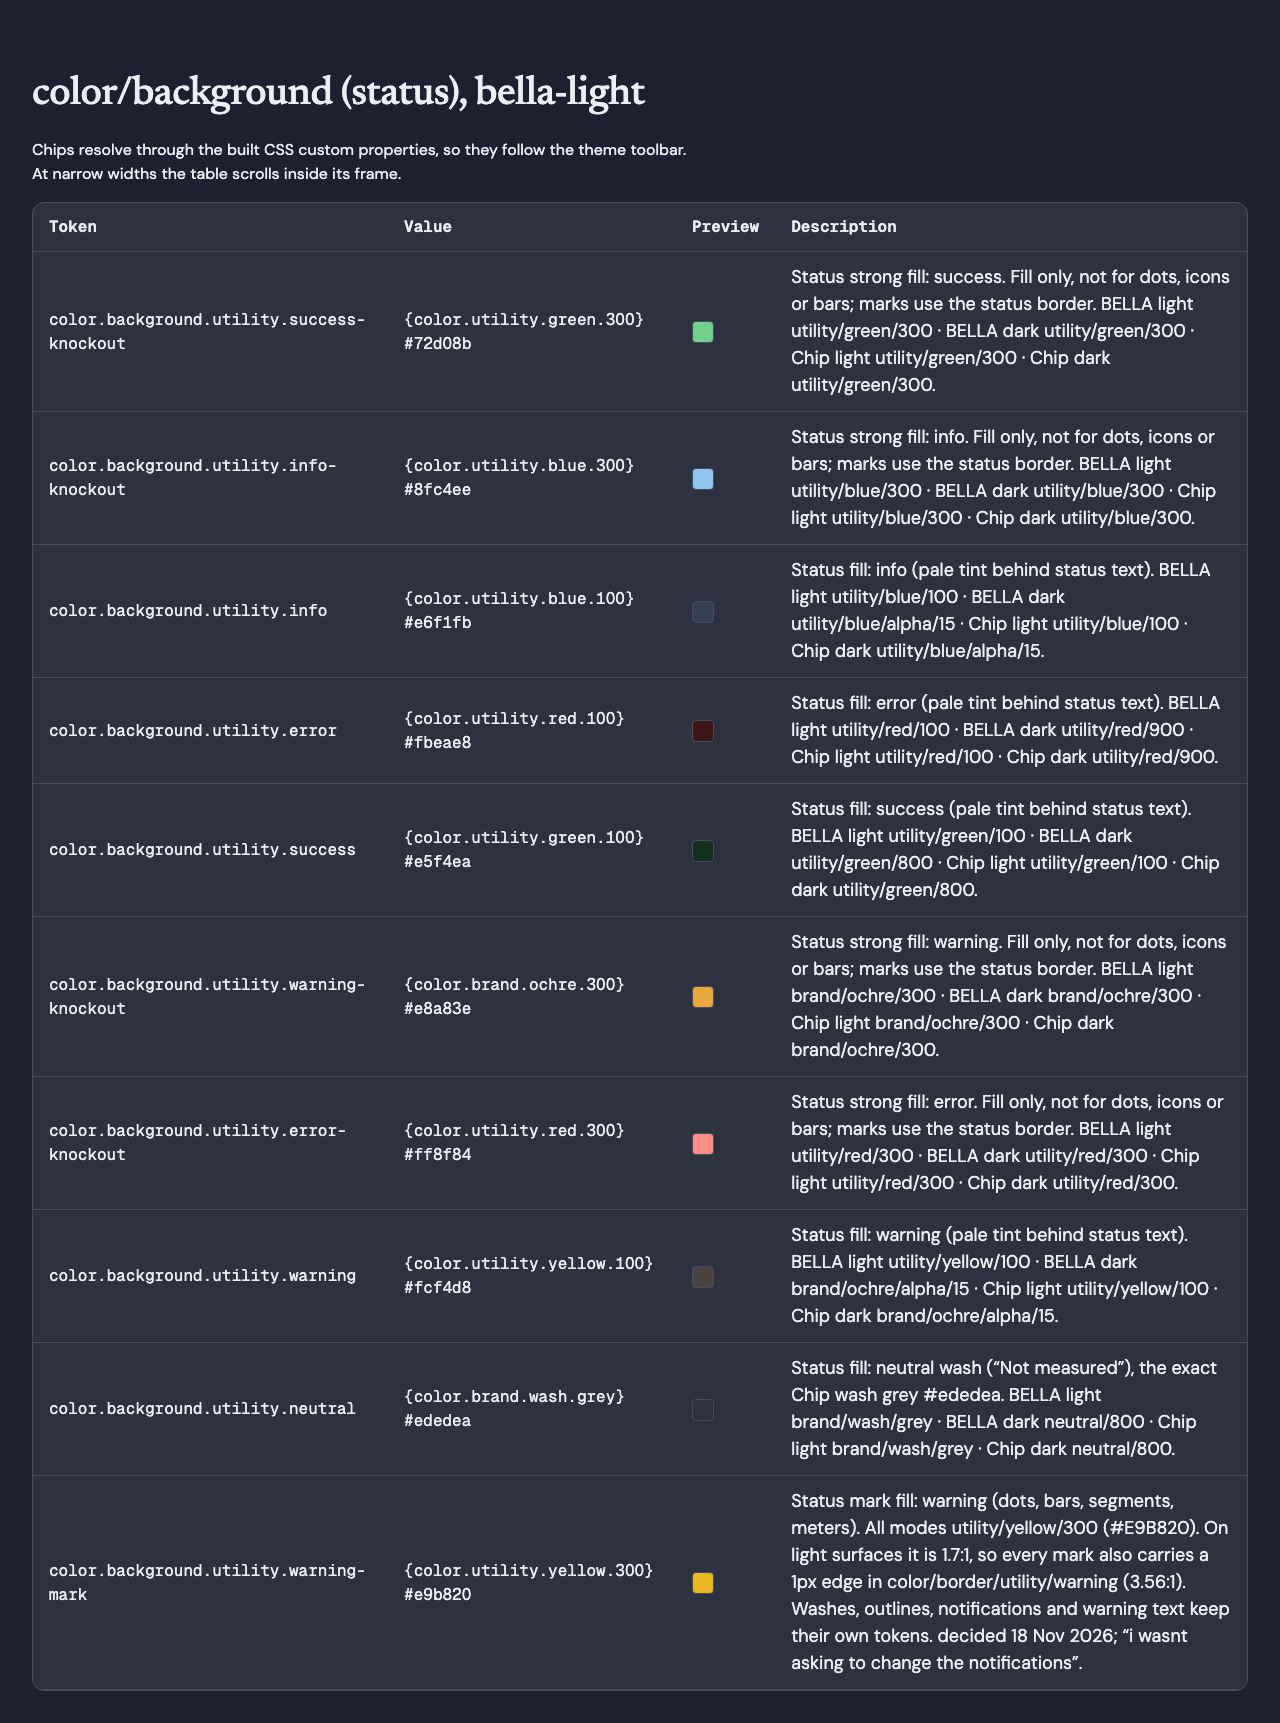 color/background (status), bella-light
Chips resolve through the built CSS custom properties, so they follow the theme toolbar.
At narrow widths the table scrolls inside its frame.
Token Value Preview Description
color.background.utility.success-
knockout
{color.utility.green.300}
#72d08b
Status strong fill: success. Fill only, not for dots, icons
or bars; marks use the status border. BELLA light
utility/green/300 · BELLA dark utility/green/300 ·
Chip light utility/green/300 · Chip dark
utility/green/300.
color.background.utility.info-
knockout
{color.utility.blue.300}
#8fc4ee
Status strong fill: info. Fill only, not for dots, icons or
bars; marks use the status border. BELLA light
utility/blue/300 · BELLA dark utility/blue/300 · Chip
light utility/blue/300 · Chip dark utility/blue/300.
color.background.utility.info
{color.utility.blue.100}
#e6f1fb
Status fill: info (pale tint behind status text). BELLA
light utility/blue/100 · BELLA dark
utility/blue/alpha/15 · Chip light utility/blue/100 ·
Chip dark utility/blue/alpha/15.
color.background.utility.error
{color.utility.red.100}
#fbeae8
Status fill: error (pale tint behind status text). BELLA
light utility/red/100 · BELLA dark utility/red/900 ·
Chip light utility/red/100 · Chip dark utility/red/900.
color.background.utility.success
{color.utility.green.100}
#e5f4ea
Status fill: success (pale tint behind status text).
BELLA light utility/green/100 · BELLA dark
utility/green/800 · Chip light utility/green/100 · Chip
dark utility/green/800.
color.background.utility.warning-
knockout
{color.brand.ochre.300}
#e8a83e
Status strong fill: warning. Fill only, not for dots, icons
or bars; marks use the status border. BELLA light
brand/ochre/300 · BELLA dark brand/ochre/300 ·
Chip light brand/ochre/300 · Chip dark
brand/ochre/300.
color.background.utility.error-
knockout
{color.utility.red.300}
#ff8f84
Status strong fill: error. Fill only, not for dots, icons or
bars; marks use the status border. BELLA light
utility/red/300 · BELLA dark utility/red/300 · Chip
light utility/red/300 · Chip dark utility/red/300.
color.background.utility.warning
{color.utility.yellow.100}
#fcf4d8
Status fill: warning (pale tint behind status text).
BELLA light utility/yellow/100 · BELLA dark
brand/ochre/alpha/15 · Chip light utility/yellow/100 ·
Chip dark brand/ochre/alpha/15.
color.background.utility.neutral
{color.brand.wash.grey}
#ededea
Status fill: neutral wash (“Not measured”), the exact
Chip wash grey #ededea. BELLA light
brand/wash/grey · BELLA dark neutral/800 · Chip
light brand/wash/grey · Chip dark neutral/800.
color.background.utility.warning-
mark
{color.utility.yellow.300}
#e9b820
Status mark fill: warning (dots, bars, segments,
meters). All modes utility/yellow/300 (#E9B820). On
light surfaces it is 1.7:1, so every mark also carries a
1px edge in color/border/utility/warning (3.56:1).
Washes, outlines, notifications and warning text keep
their own tokens. decided 18 Nov 2026; “i wasnt
asking to change the notifications”.